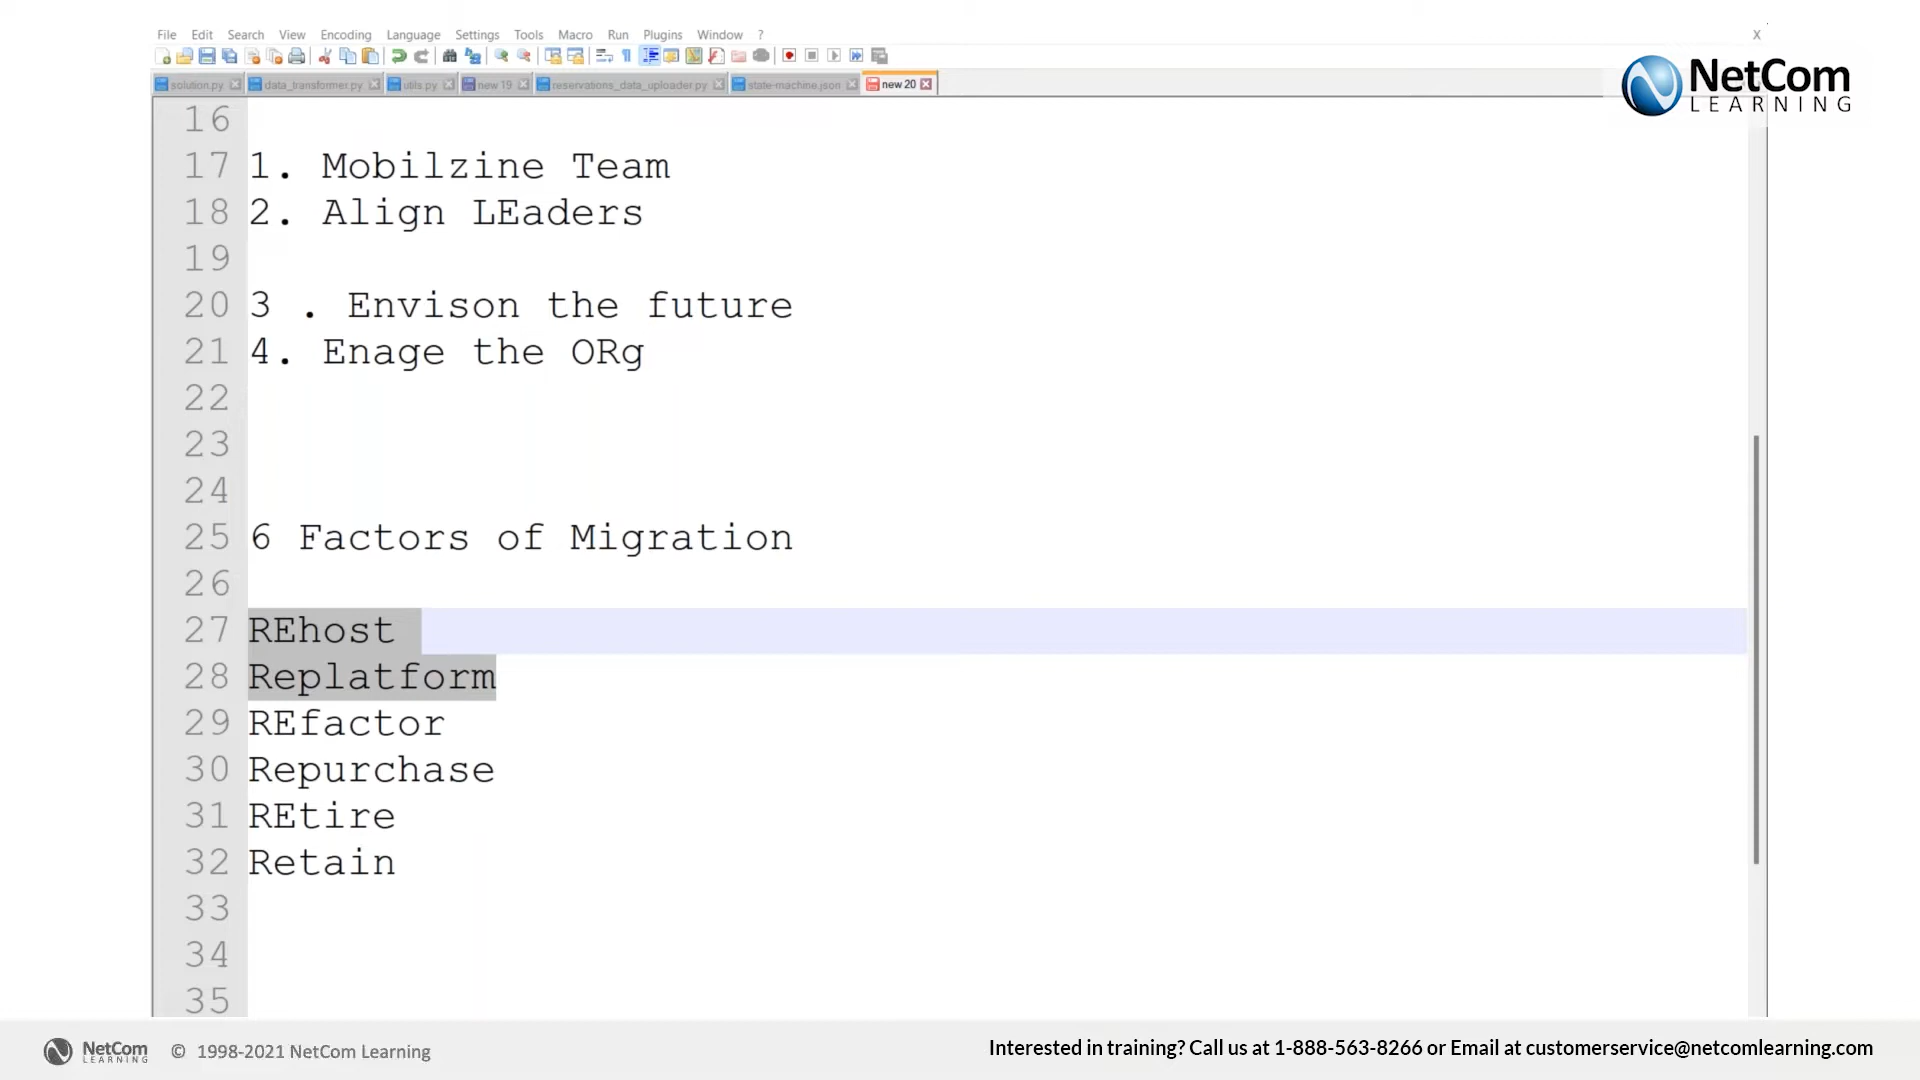 File Edit Search View Encoding Language Settings Tools Macro Run Plugins Window ? X
solution.py data_transformer.py utils.py new 19 reservations_data_uploader.py state-machine.json new 20
NetCom
LEARNING
16
17 1. Mobilzine Team
18 2. Align LEaders
19
20 3 . Envison the future
21 4. Enage the ORg
22
23
24
25 6 Factors of Migration
26
27 REhost
28 Replatform
29 REfactor
30 Repurchase
31 REtire
32 Retain
33
34
35
NetCom
LEARNING
© 1998-2021 NetCom Learning
Interested in training? Call us at 1-888-563-8266 or Email at customerservice@netcomlearning.com